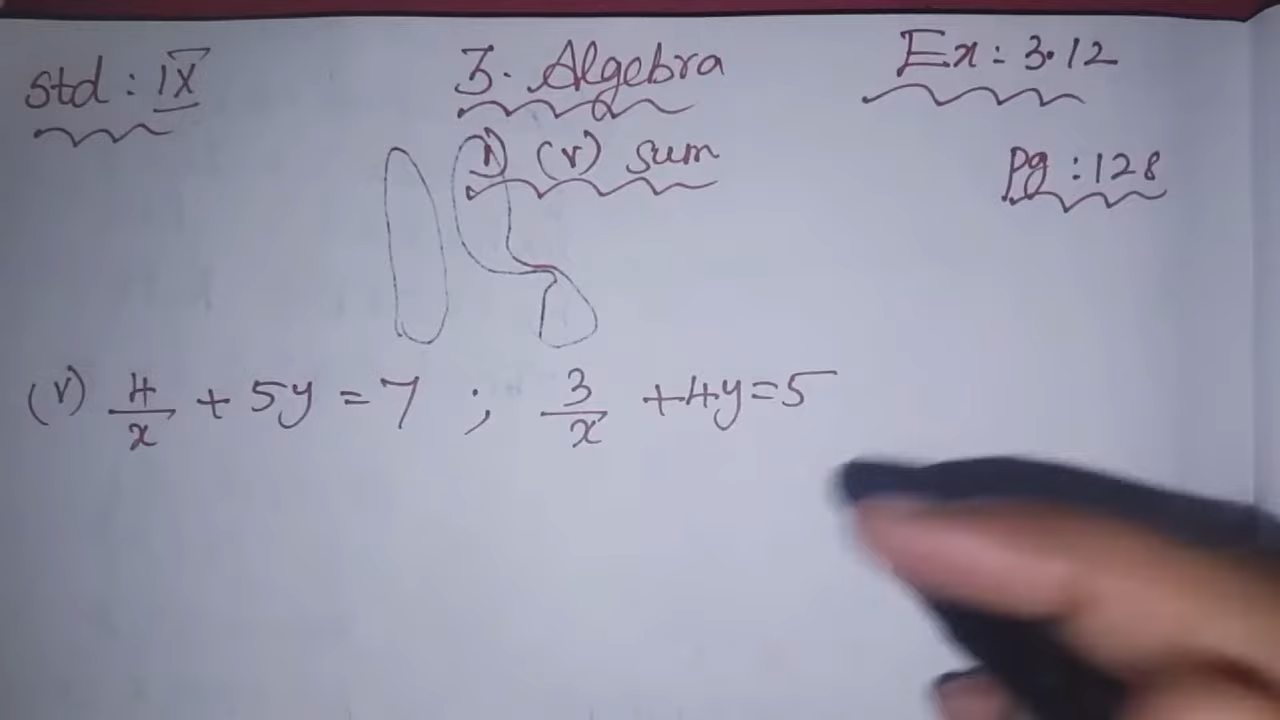 Std : IX 3. Algebra Ex : 3.12
1) (v) sum Pg : 128
(v) 4/x + 5y = 7 ; 3/x + 4y = 5